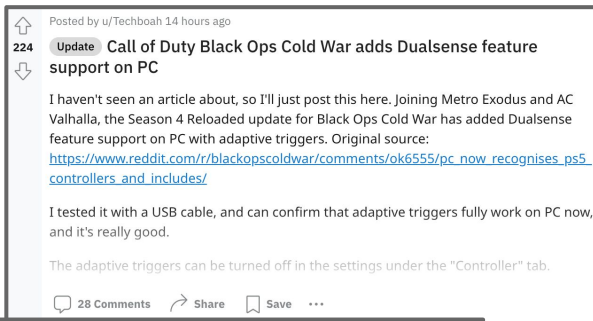 Posted by u/Techboah 14 hours ago
224
Update Call of Duty Black Ops Cold War adds Dualsense feature
support on PC
I haven't seen an article about, so I'll just post this here. Joining Metro Exodus and AC
Valhalla, the Season 4 Reloaded update for Black Ops Cold War has added Dualsense
feature support on PC with adaptive triggers. Original source:
https://www.reddit.com/r/blackopscoldwar/comments/ok6555/pc_now_recognises_ps5_
controllers_and_includes/
I tested it with a USB cable, and can confirm that adaptive triggers fully work on PC now,
and it's really good.
The adaptive triggers can be turned off in the settings under the "Controller" tab.
28 Comments Share Save ···